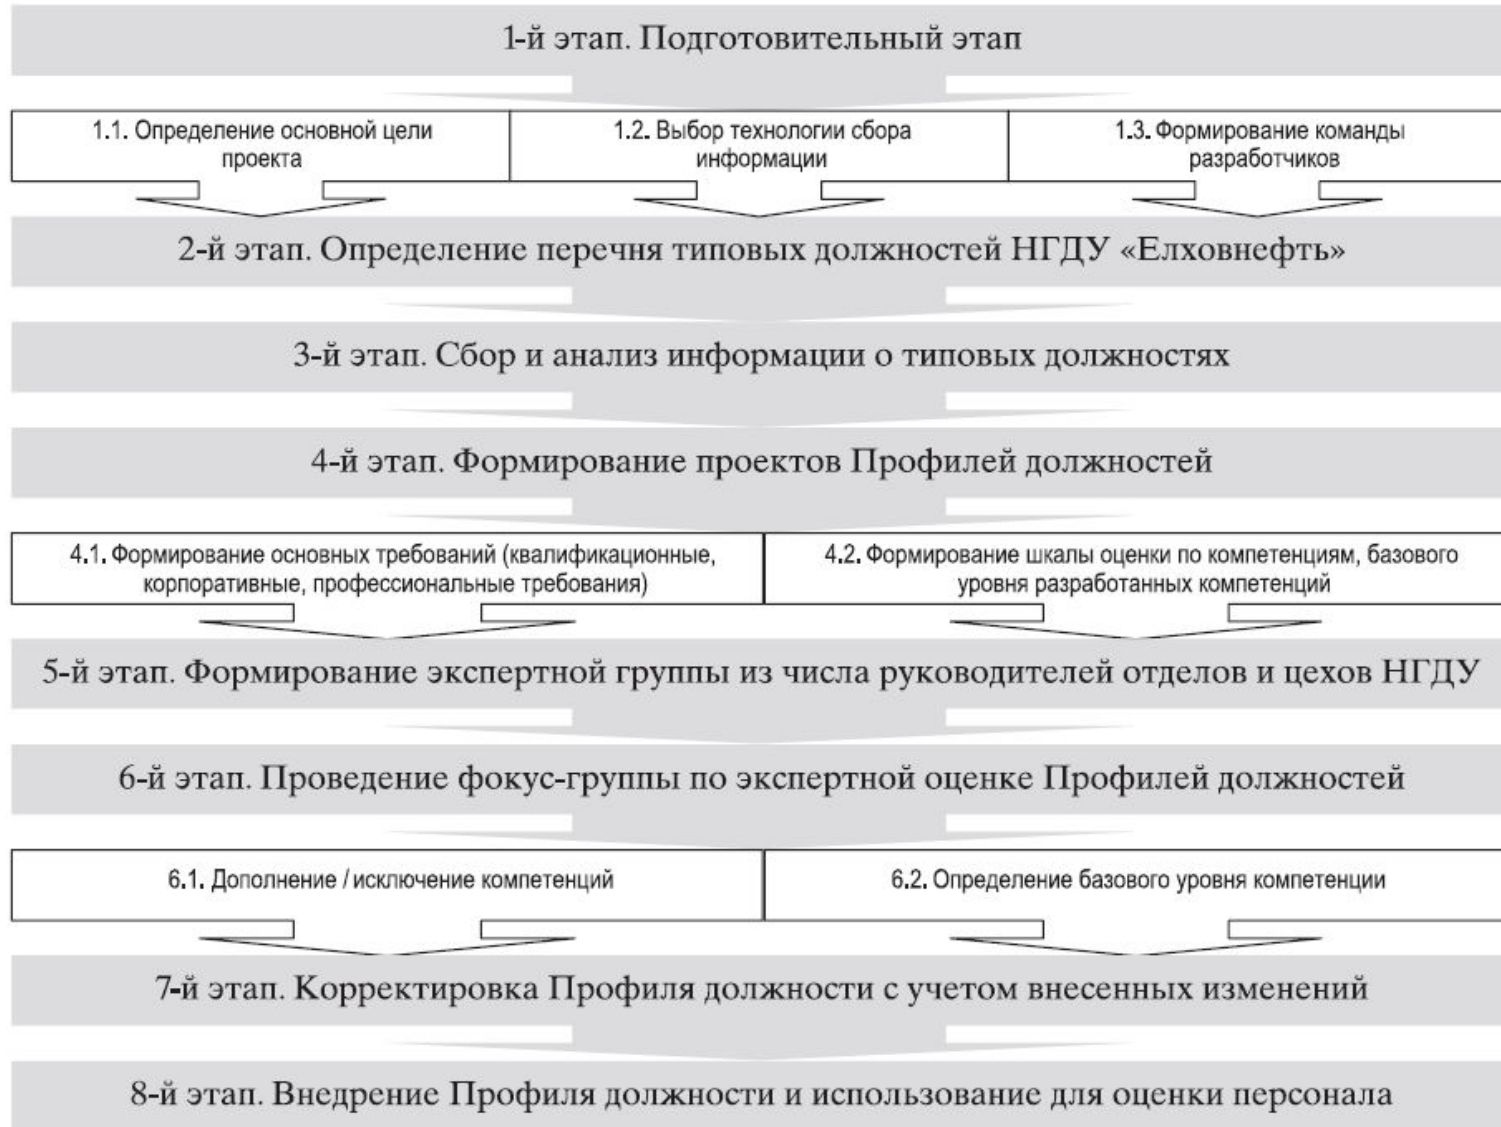 1-й этап. Подготовительный этап
1.1. Определение основной цели
проекта
1.2. Выбор технологии сбора
информации
1.3. Формирование команды
разработчиков
2-й этап. Определение перечня типовых должностей НГДУ «Елховнефть»
3-й этап. Сбор и анализ информации о типовых должностях
4-й этап. Формирование проектов Профилей должностей
4.1. Формирование основных требований (квалификационные,
корпоративные, профессиональные требования)
4.2. Формирование шкалы оценки по компетенциям, базового
уровня разработанных компетенций
5-й этап. Формирование экспертной группы из числа руководителей отделов и цехов НГДУ
6-й этап. Проведение фокус-группы по экспертной оценке Профилей должностей
6.1. Дополнение / исключение компетенций
6.2. Определение базового уровня компетенции
7-й этап. Корректировка Профиля должности с учетом внесенных изменений
8-й этап. Внедрение Профиля должности и использование для оценки персонала